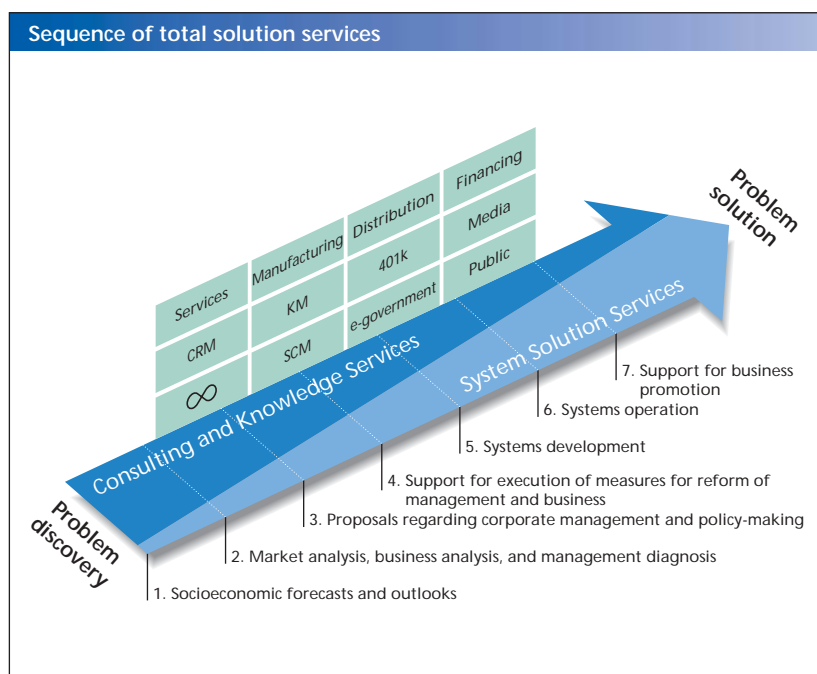 Sequence of total solution services
Services
Manufacturing
Distribution
Financing
CRM
KM
401k
Media
∞
SCM
e-government
Public
Problem
solution
Consulting and Knowledge Services
System Solution Services
Problem
discovery
7. Support for business
promotion
6. Systems operation
5. Systems development
4. Support for execution of measures for reform of
management and business
3. Proposals regarding corporate management and policy-making
2. Market analysis, business analysis, and management diagnosis
1. Socioeconomic forecasts and outlooks